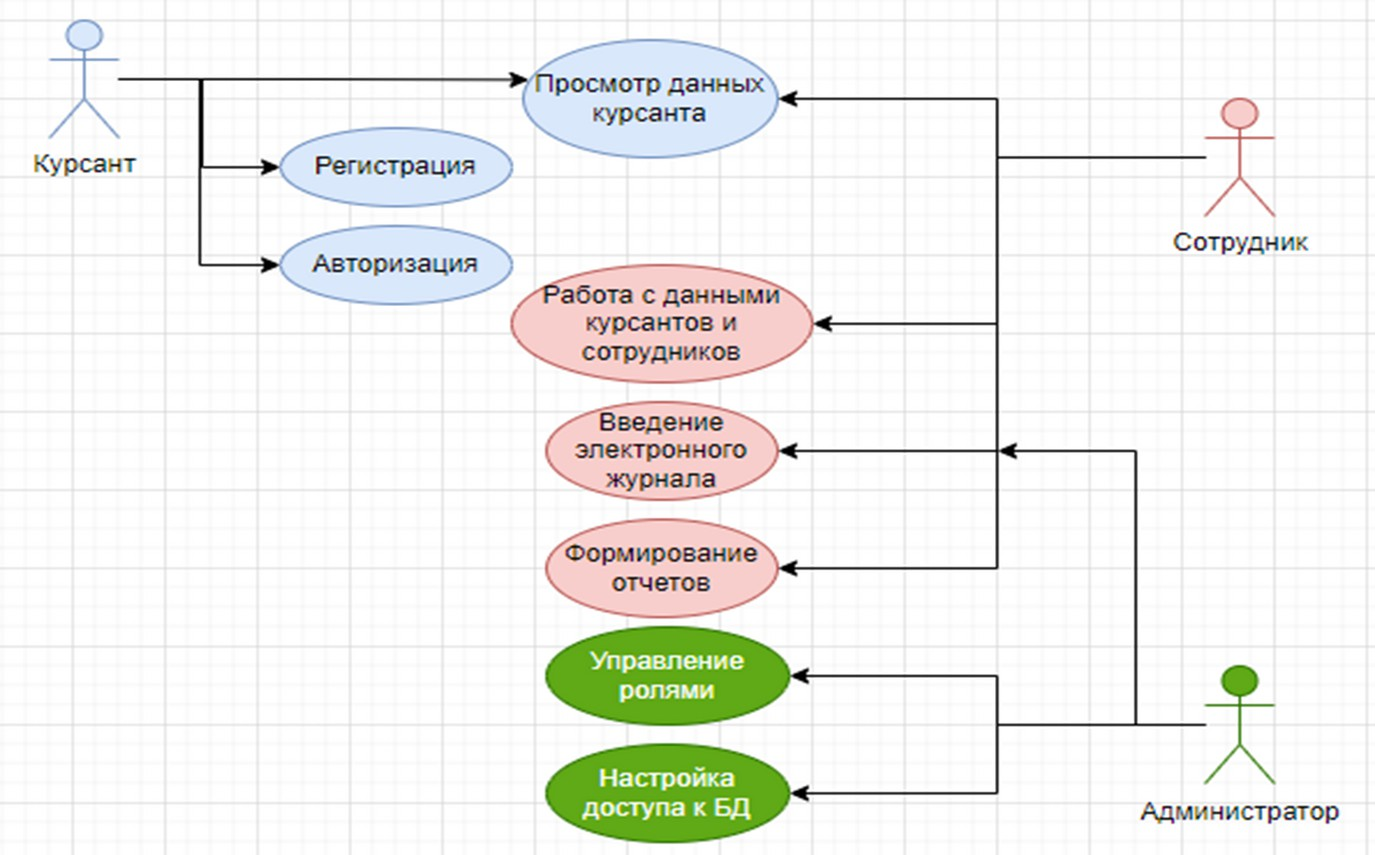 Просмотр данных
курсанта
Курсант
Регистрация
Сотрудник
Авторизация
Работа с данными
курсантов и
сотрудников
Введение
электронного
журнала
Формирование
отчетов
Управление
ролями
Настройка
доступа к БД
Администратор